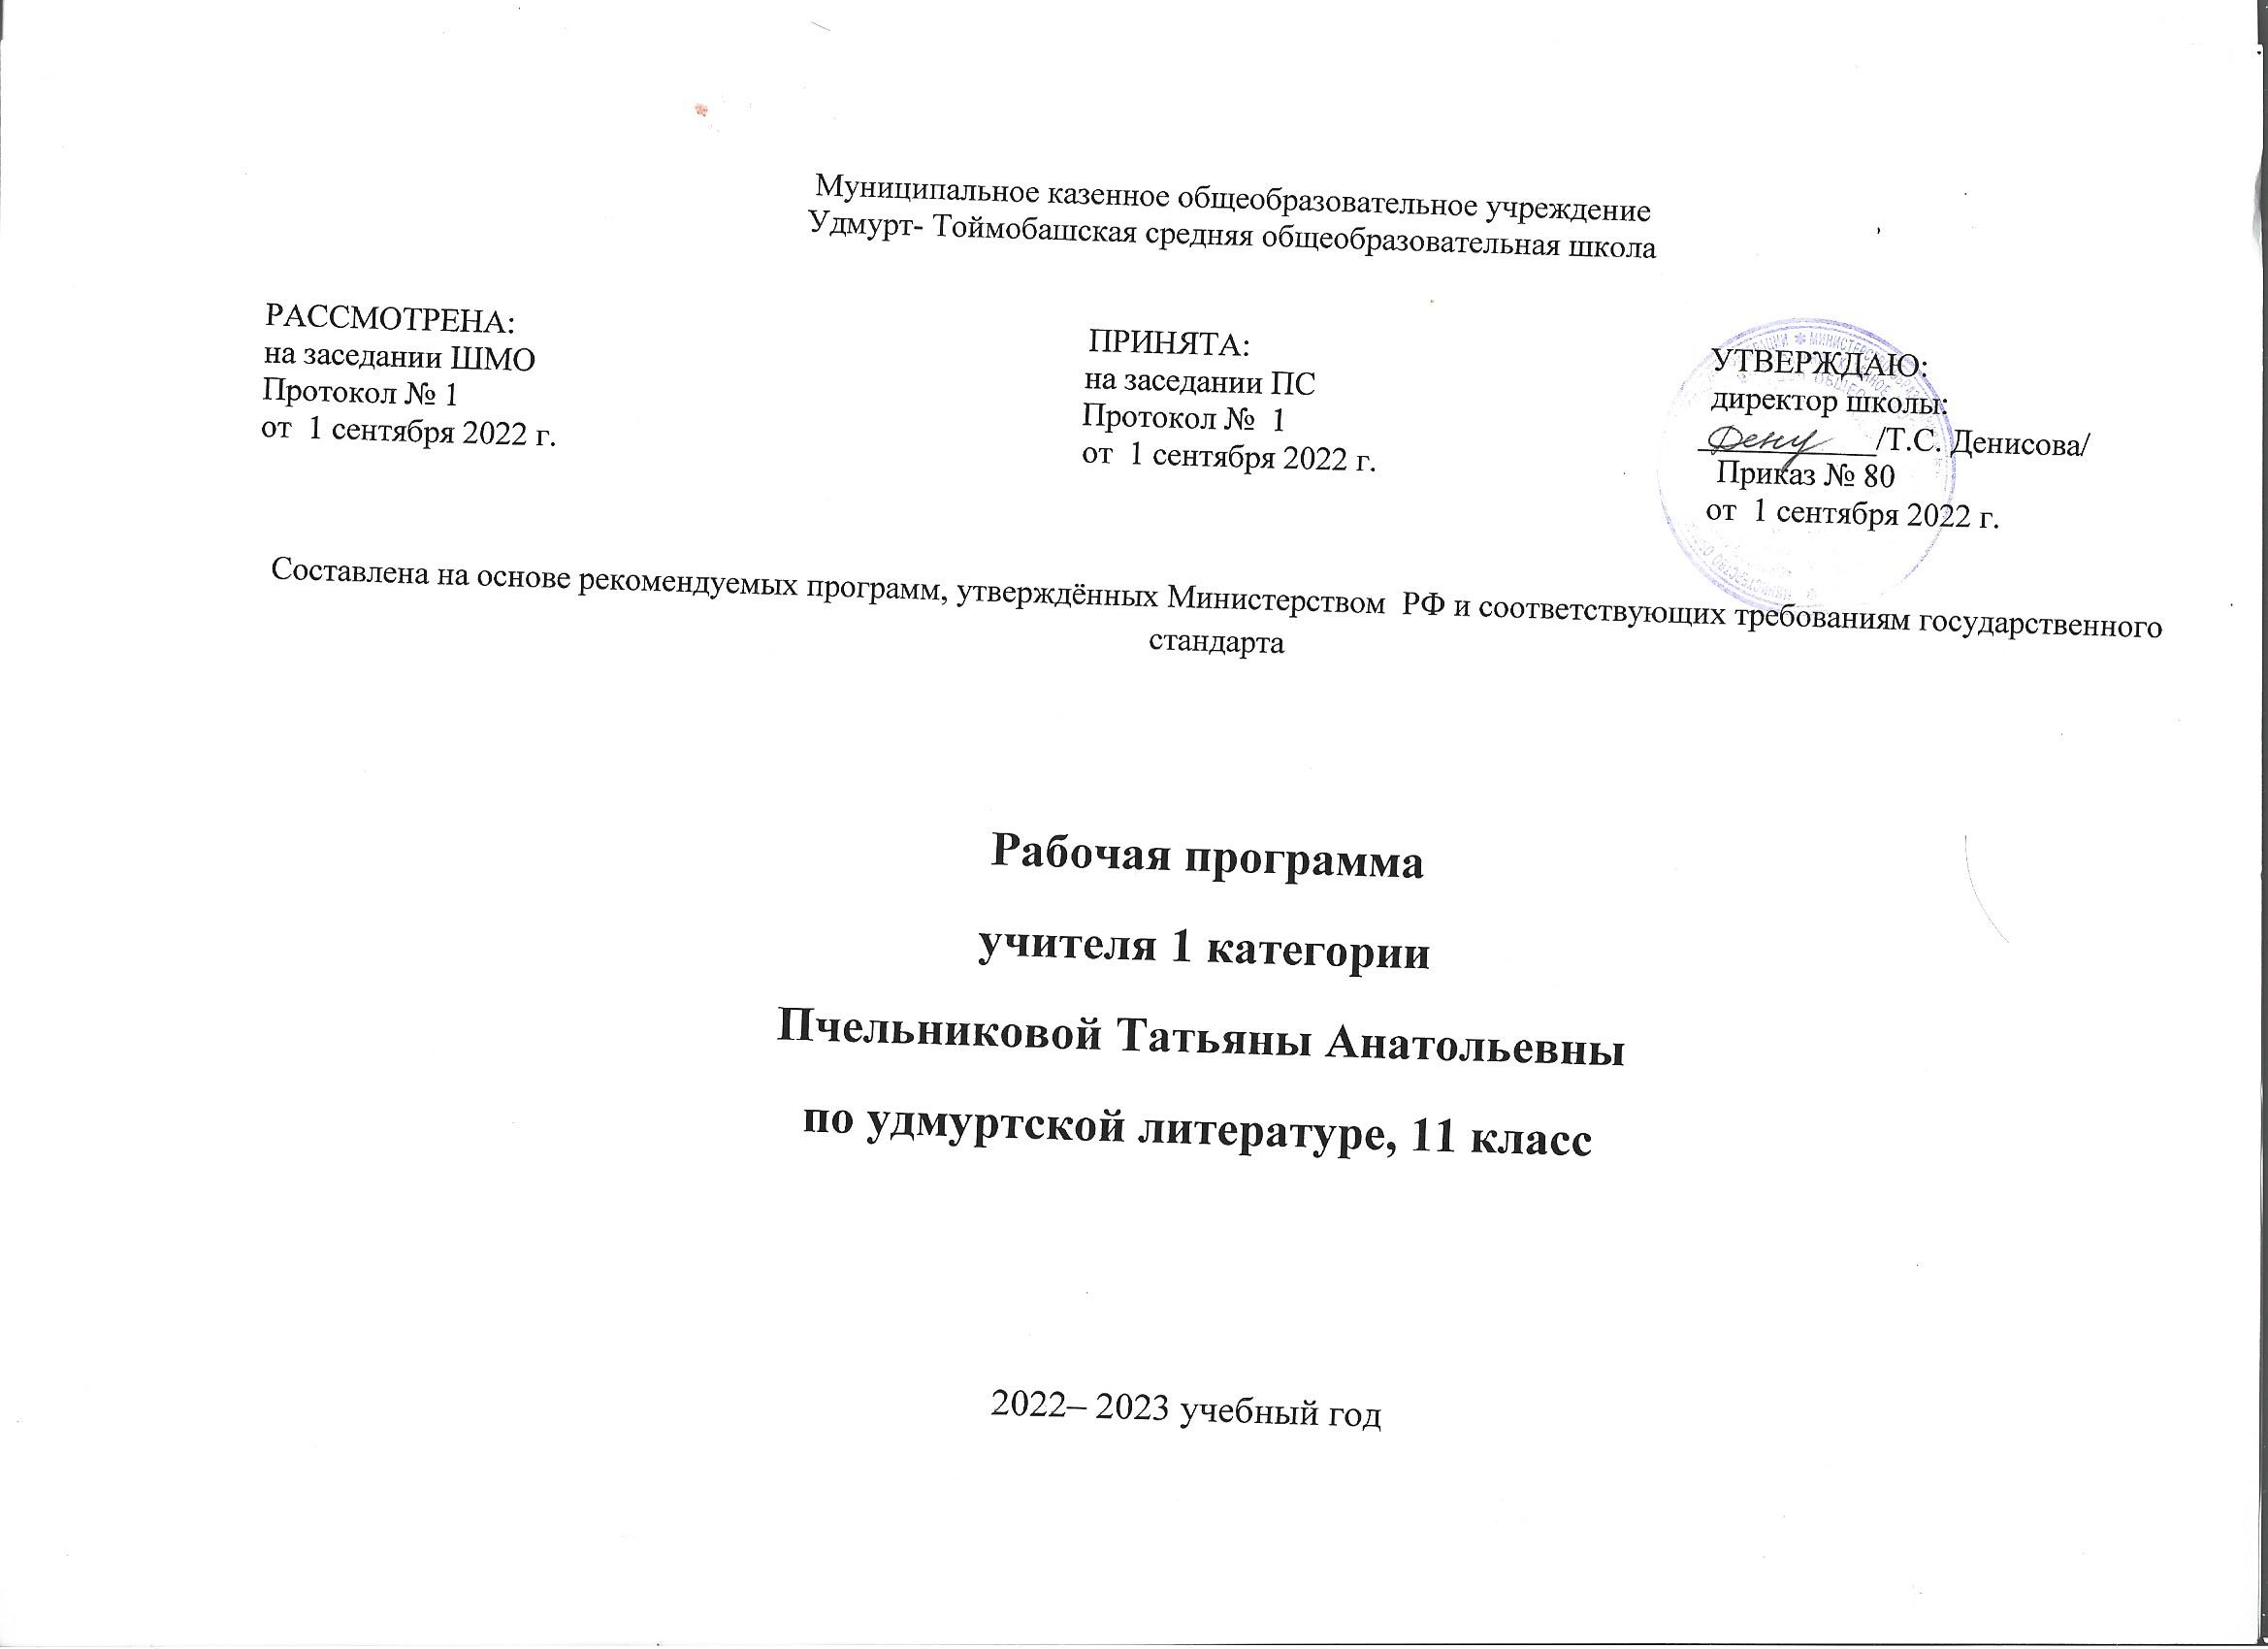 Муниципальное казенное общеобразовательное учреждение
Удмурт- Тоймобашская средняя общеобразовательная школа
РАССМОТРЕНА:
на заседании ШМО
Протокол № 1
от 1 сентября 2022 г.
ПРИНЯТА:
на заседании ПС
Протокол № 1
от 1 сентября 2022 г.
УТВЕРЖДАЮ:
директор школы:
/Т.С. Денисова/
Приказ № 80
от 1 сентября 2022 г.
Составлена на основе рекомендуемых программ, утверждённых Министерством РФ и соответствующих требованиям государственного
стандарта
Рабочая программа
учителя 1 категории
Пчельниковой Татьяны Анатольевны
по удмуртской литературе, 11 класс
2022– 2023 учебный год